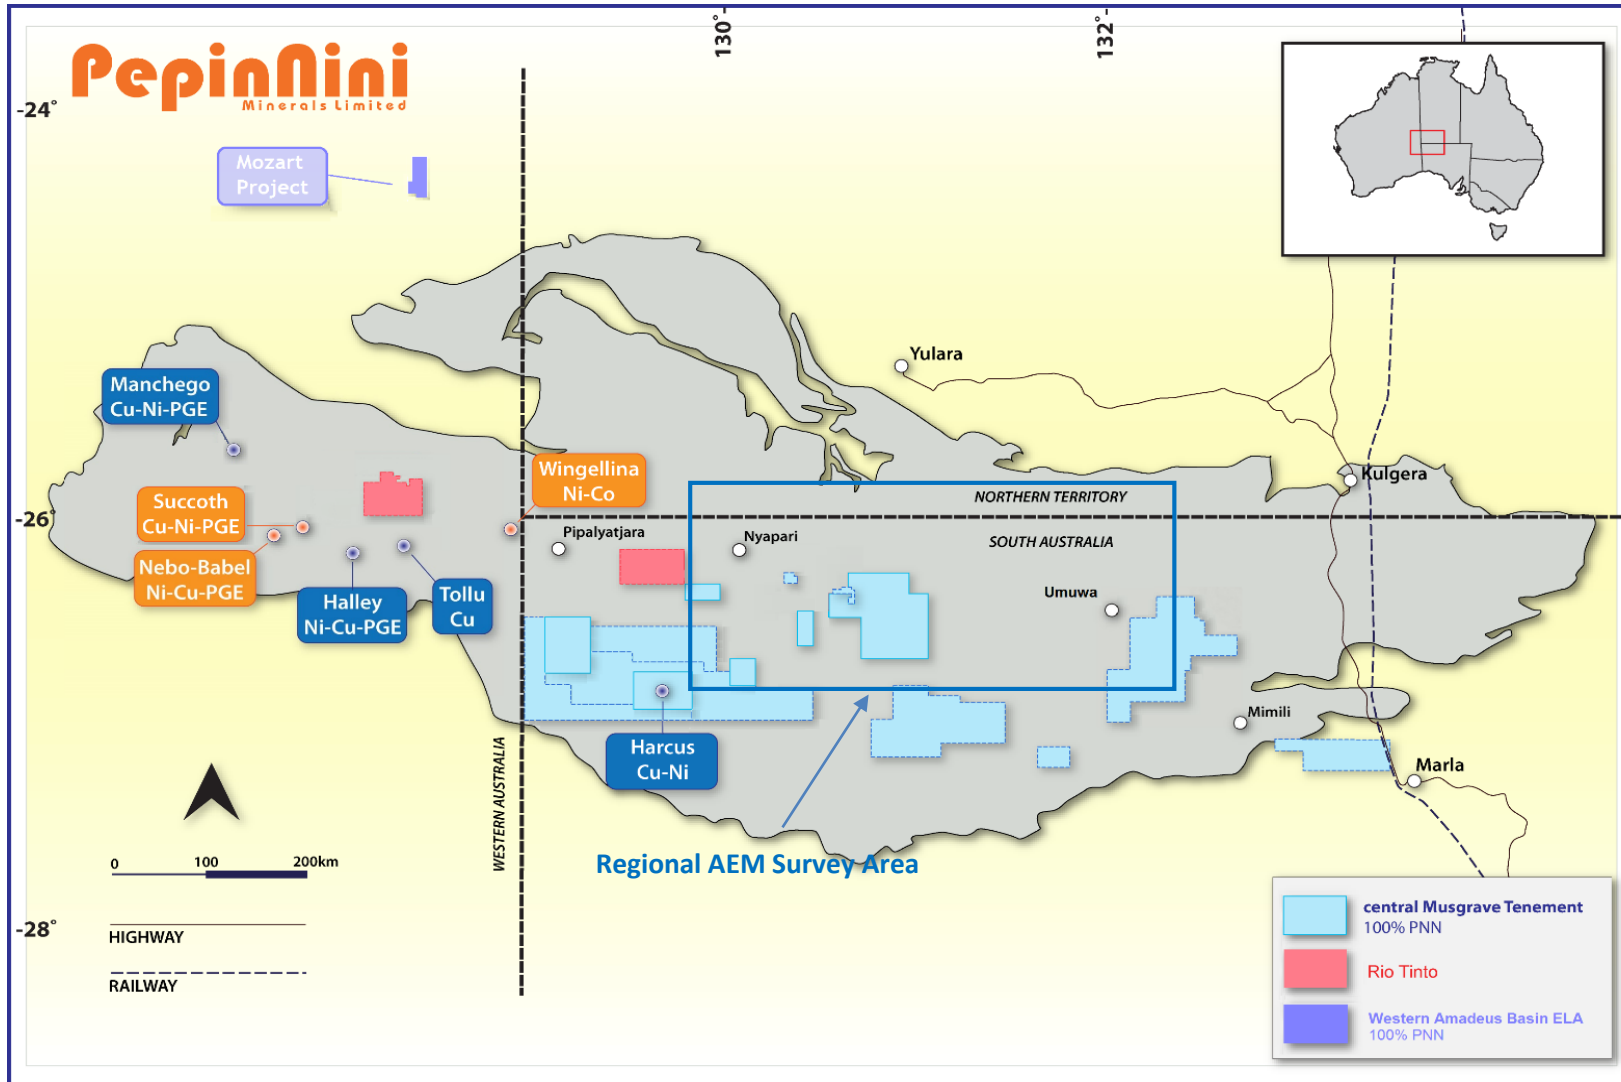 PepinNini
Minerals Limited
130°
132°
-24°
Mozart
Project
Yulara
Manchego
Cu-Ni-PGE
Wingellina
Ni-Co
Kulgera
Succoth
Cu-Ni-PGE
NORTHERN TERRITORY
-26°
Pipalyatjara
Nyapari
SOUTH AUSTRALIA
Nebo-Babel
Ni-Cu-PGE
Halley
Ni-Cu-PGE
Tollu
Cu
Umuwa
Mimili
Harcus
Cu-Ni
WESTERN AUSTRALIA
Marla
Regional AEM Survey Area
0 100 200km
-28°
HIGHWAY
RAILWAY
central Musgrave Tenement
100% PNN
Rio Tinto
Western Amadeus Basin ELA
100% PNN